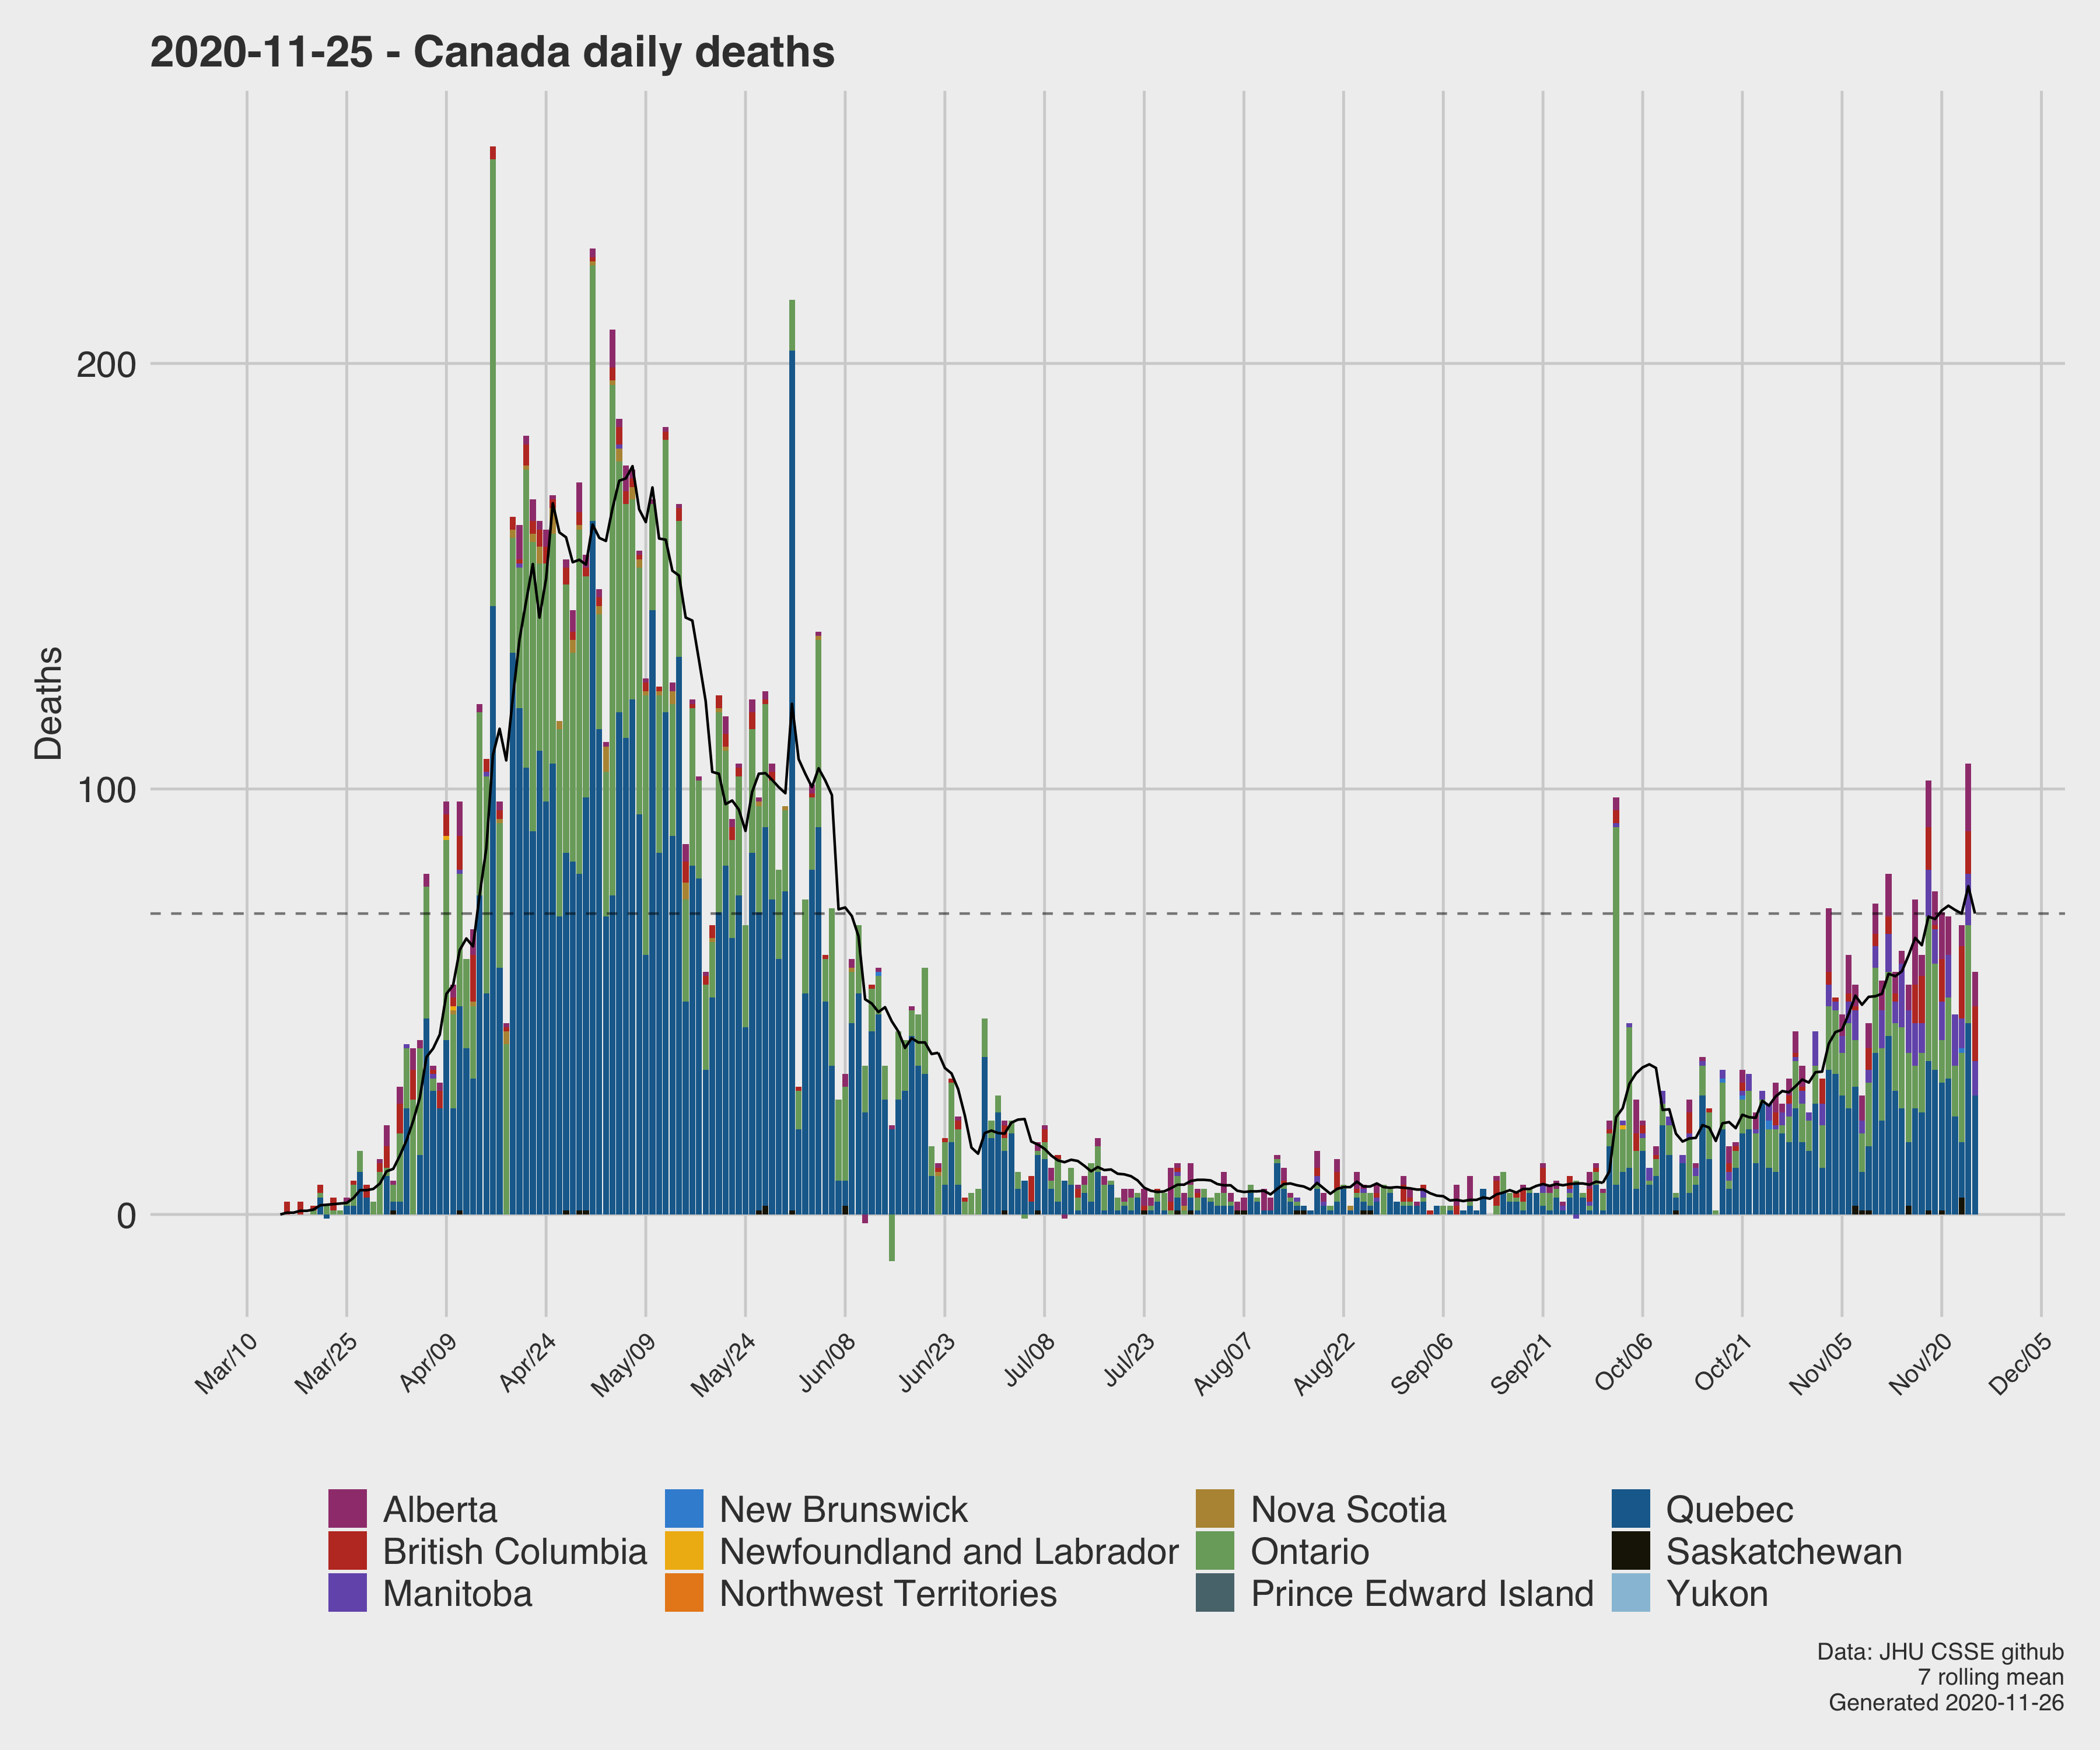 2020-11-25 - Canada daily deaths
Deaths
200
100
0
Mar/10
Mar/25
Apr/09
Apr/24
May/09
May/24
Jun/08
Jun/23
Jul/08
Jul/23
Aug/07
Aug/22
Sep/06
Sep/21
Oct/06
Oct/21
Nov/05
Nov/20
Dec/05
Alberta
British Columbia
Manitoba
New Brunswick
Newfoundland and Labrador
Northwest Territories
Nova Scotia
Ontario
Prince Edward Island
Quebec
Saskatchewan
Yukon
Data: JHU CSSE github
7 rolling mean
Generated 2020-11-26